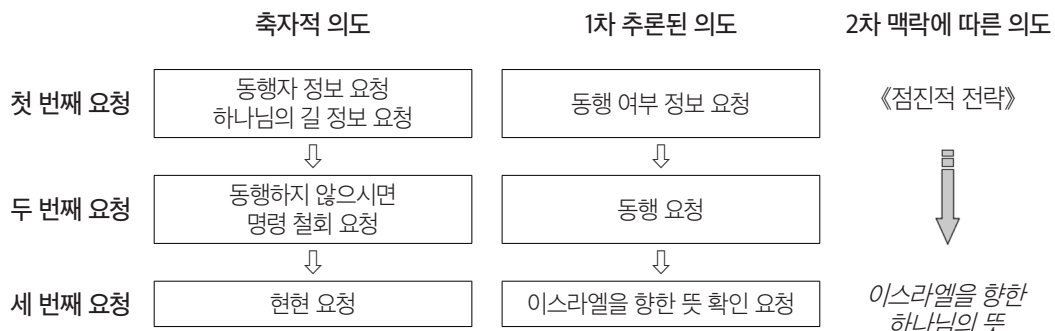 축자적 의도
1차 추론된 의도
2차 맥락에 따른 의도
첫 번째 요청
동행자 정보 요청
하나님의 길 정보 요청
동행 여부 정보 요청
《점진적 전략》
두 번째 요청
동행하지 않으시면
명령 철회 요청
동행 요청
세 번째 요청
현현 요청
이스라엘을 향한 뜻 확인 요청
이스라엘을 향한
하나님의 뜻